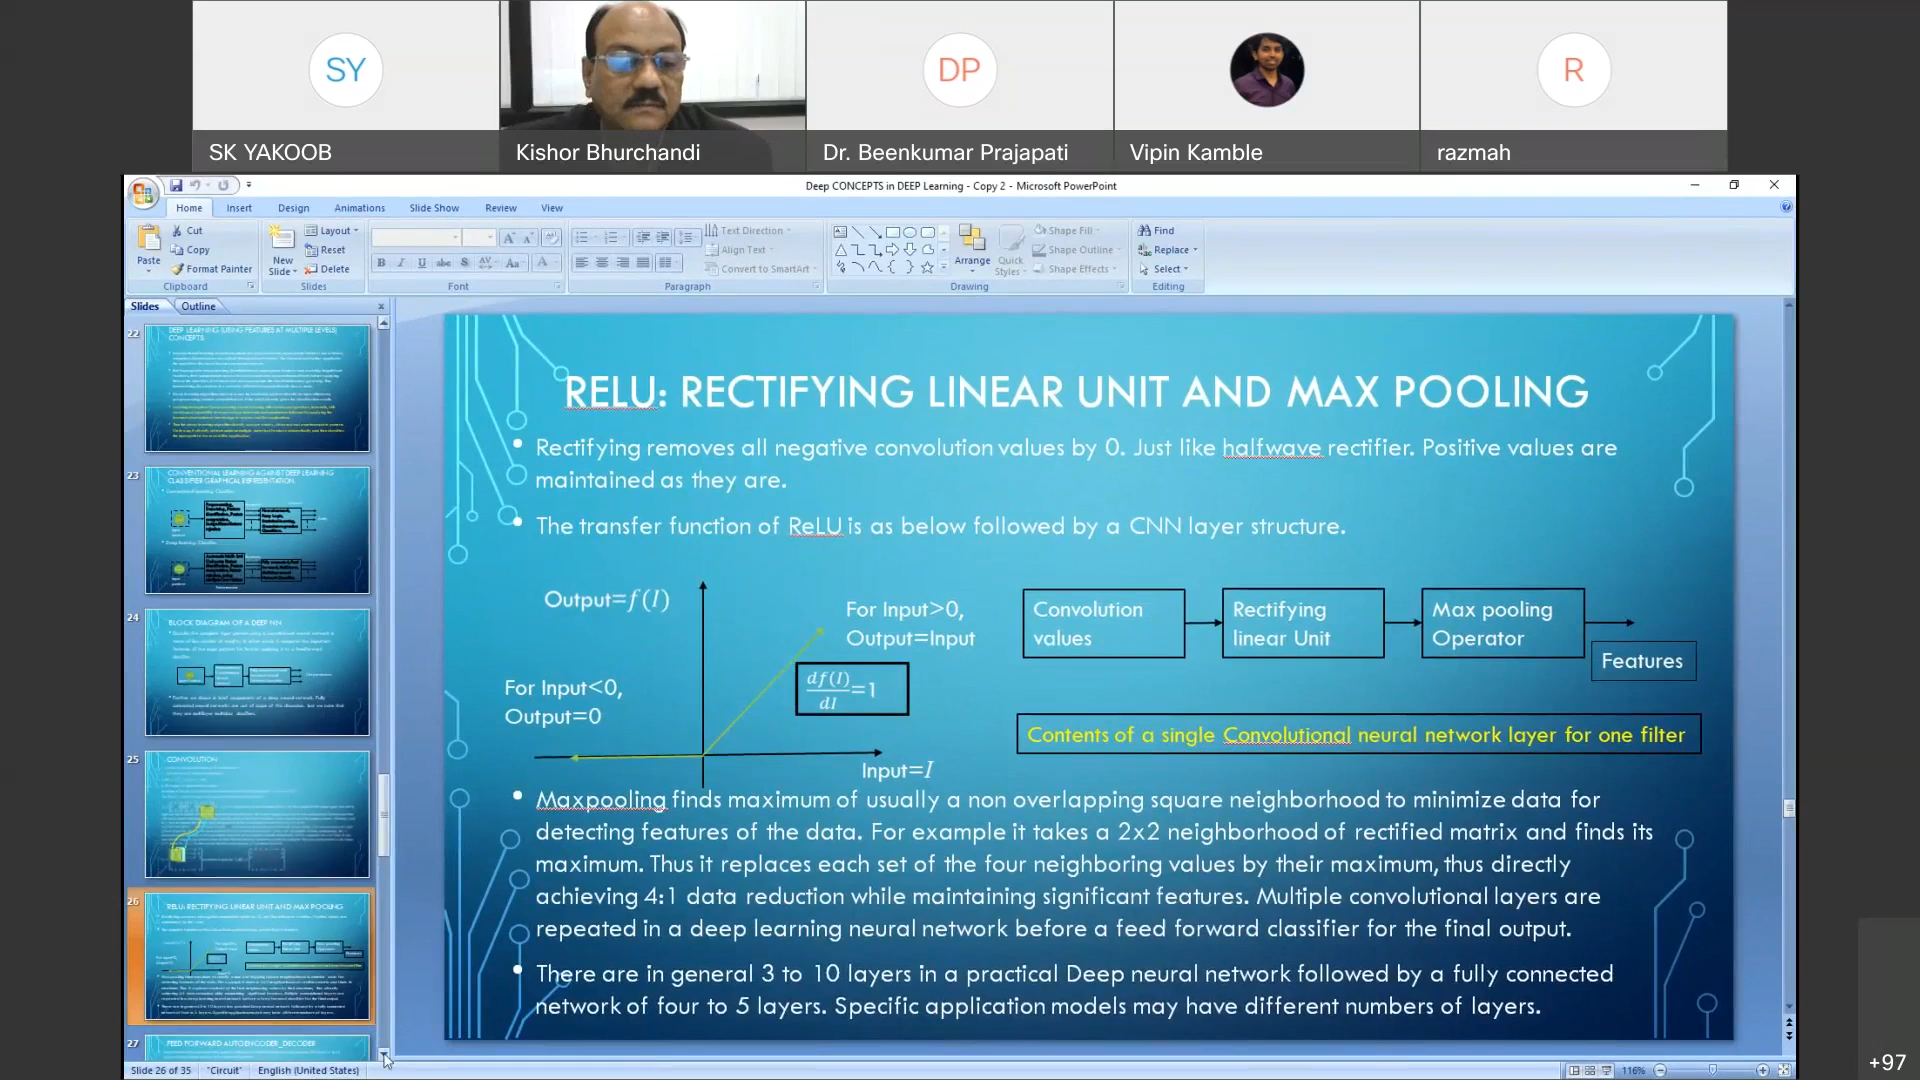 SY
DP
R
SK YAKOOB
Kishor Bhurchandi
Dr. Beenkumar Prajapati
Vipin Kamble
razmah
Deep CONCEPTS in DEEP Learning - Copy 2 - Microsoft PowerPoint
Home Insert Design Animations Slide Show Review View
Paste
Cut
Copy
Format Painter
Clipboard
New
Slide
Layout
Reset
Delete
Slides
Font
Text Direction
Align Text
Convert to SmartArt
Paragraph
Arrange
Quick
Styles
Shape Fill
Shape Outline
Shape Effects
Drawing
Find
Replace
Select
Editing
Slides Outline
22
DEEP LEARNING (USING FEATURES AT MULTIPLE LEVELS)
CONCEPTS
23
CONVENTIONAL LEARNING AGAINST DEEP LEARNING
CLASSIFIER GRAPHICAL REPRESENTATION
24
BLOCK DIAGRAM OF A DEEP NN
25
CONVOLUTION
26
RELU: RECTIFYING LINEAR UNIT AND MAX POOLING
27
FEED FORWARD AUTOENCODER_DECODER
RELU: RECTIFYING LINEAR UNIT AND MAX POOLING
• Rectifying removes all negative convolution values by 0. Just like halfwave rectifier. Positive values are
maintained as they are.
• The transfer function of ReLU is as below followed by a CNN layer structure.
Output=f(I)
For Input>0,
Output=Input
df(I)/dI=1
For Input<0,
Output=0
Input=I
Convolution
values
Rectifying
linear Unit
Max pooling
Operator
Features
Contents of a single Convolutional neural network layer for one filter
• Maxpooling finds maximum of usually a non overlapping square neighborhood to minimize data for
detecting features of the data. For example it takes a 2x2 neighborhood of rectified matrix and finds its
maximum. Thus it replaces each set of the four neighboring values by their maximum, thus directly
achieving 4:1 data reduction while maintaining significant features. Multiple convolutional layers are
repeated in a deep learning neural network before a feed forward classifier for the final output.
• There are in general 3 to 10 layers in a practical Deep neural network followed by a fully connected
network of four to 5 layers. Specific application models may have different numbers of layers.
Slide 26 of 35 "Circuit" English (United States)
116%
+97